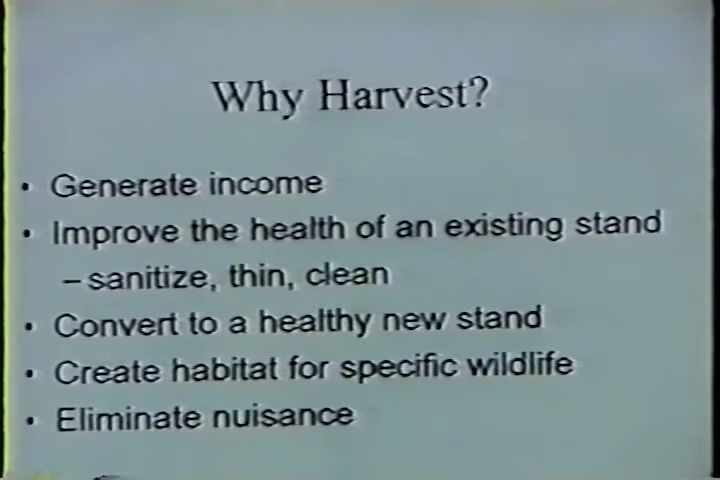 Why Harvest?
• Generate income
• Improve the health of an existing stand
– sanitize, thin, clean
• Convert to a healthy new stand
• Create habitat for specific wildlife
• Eliminate nuisance